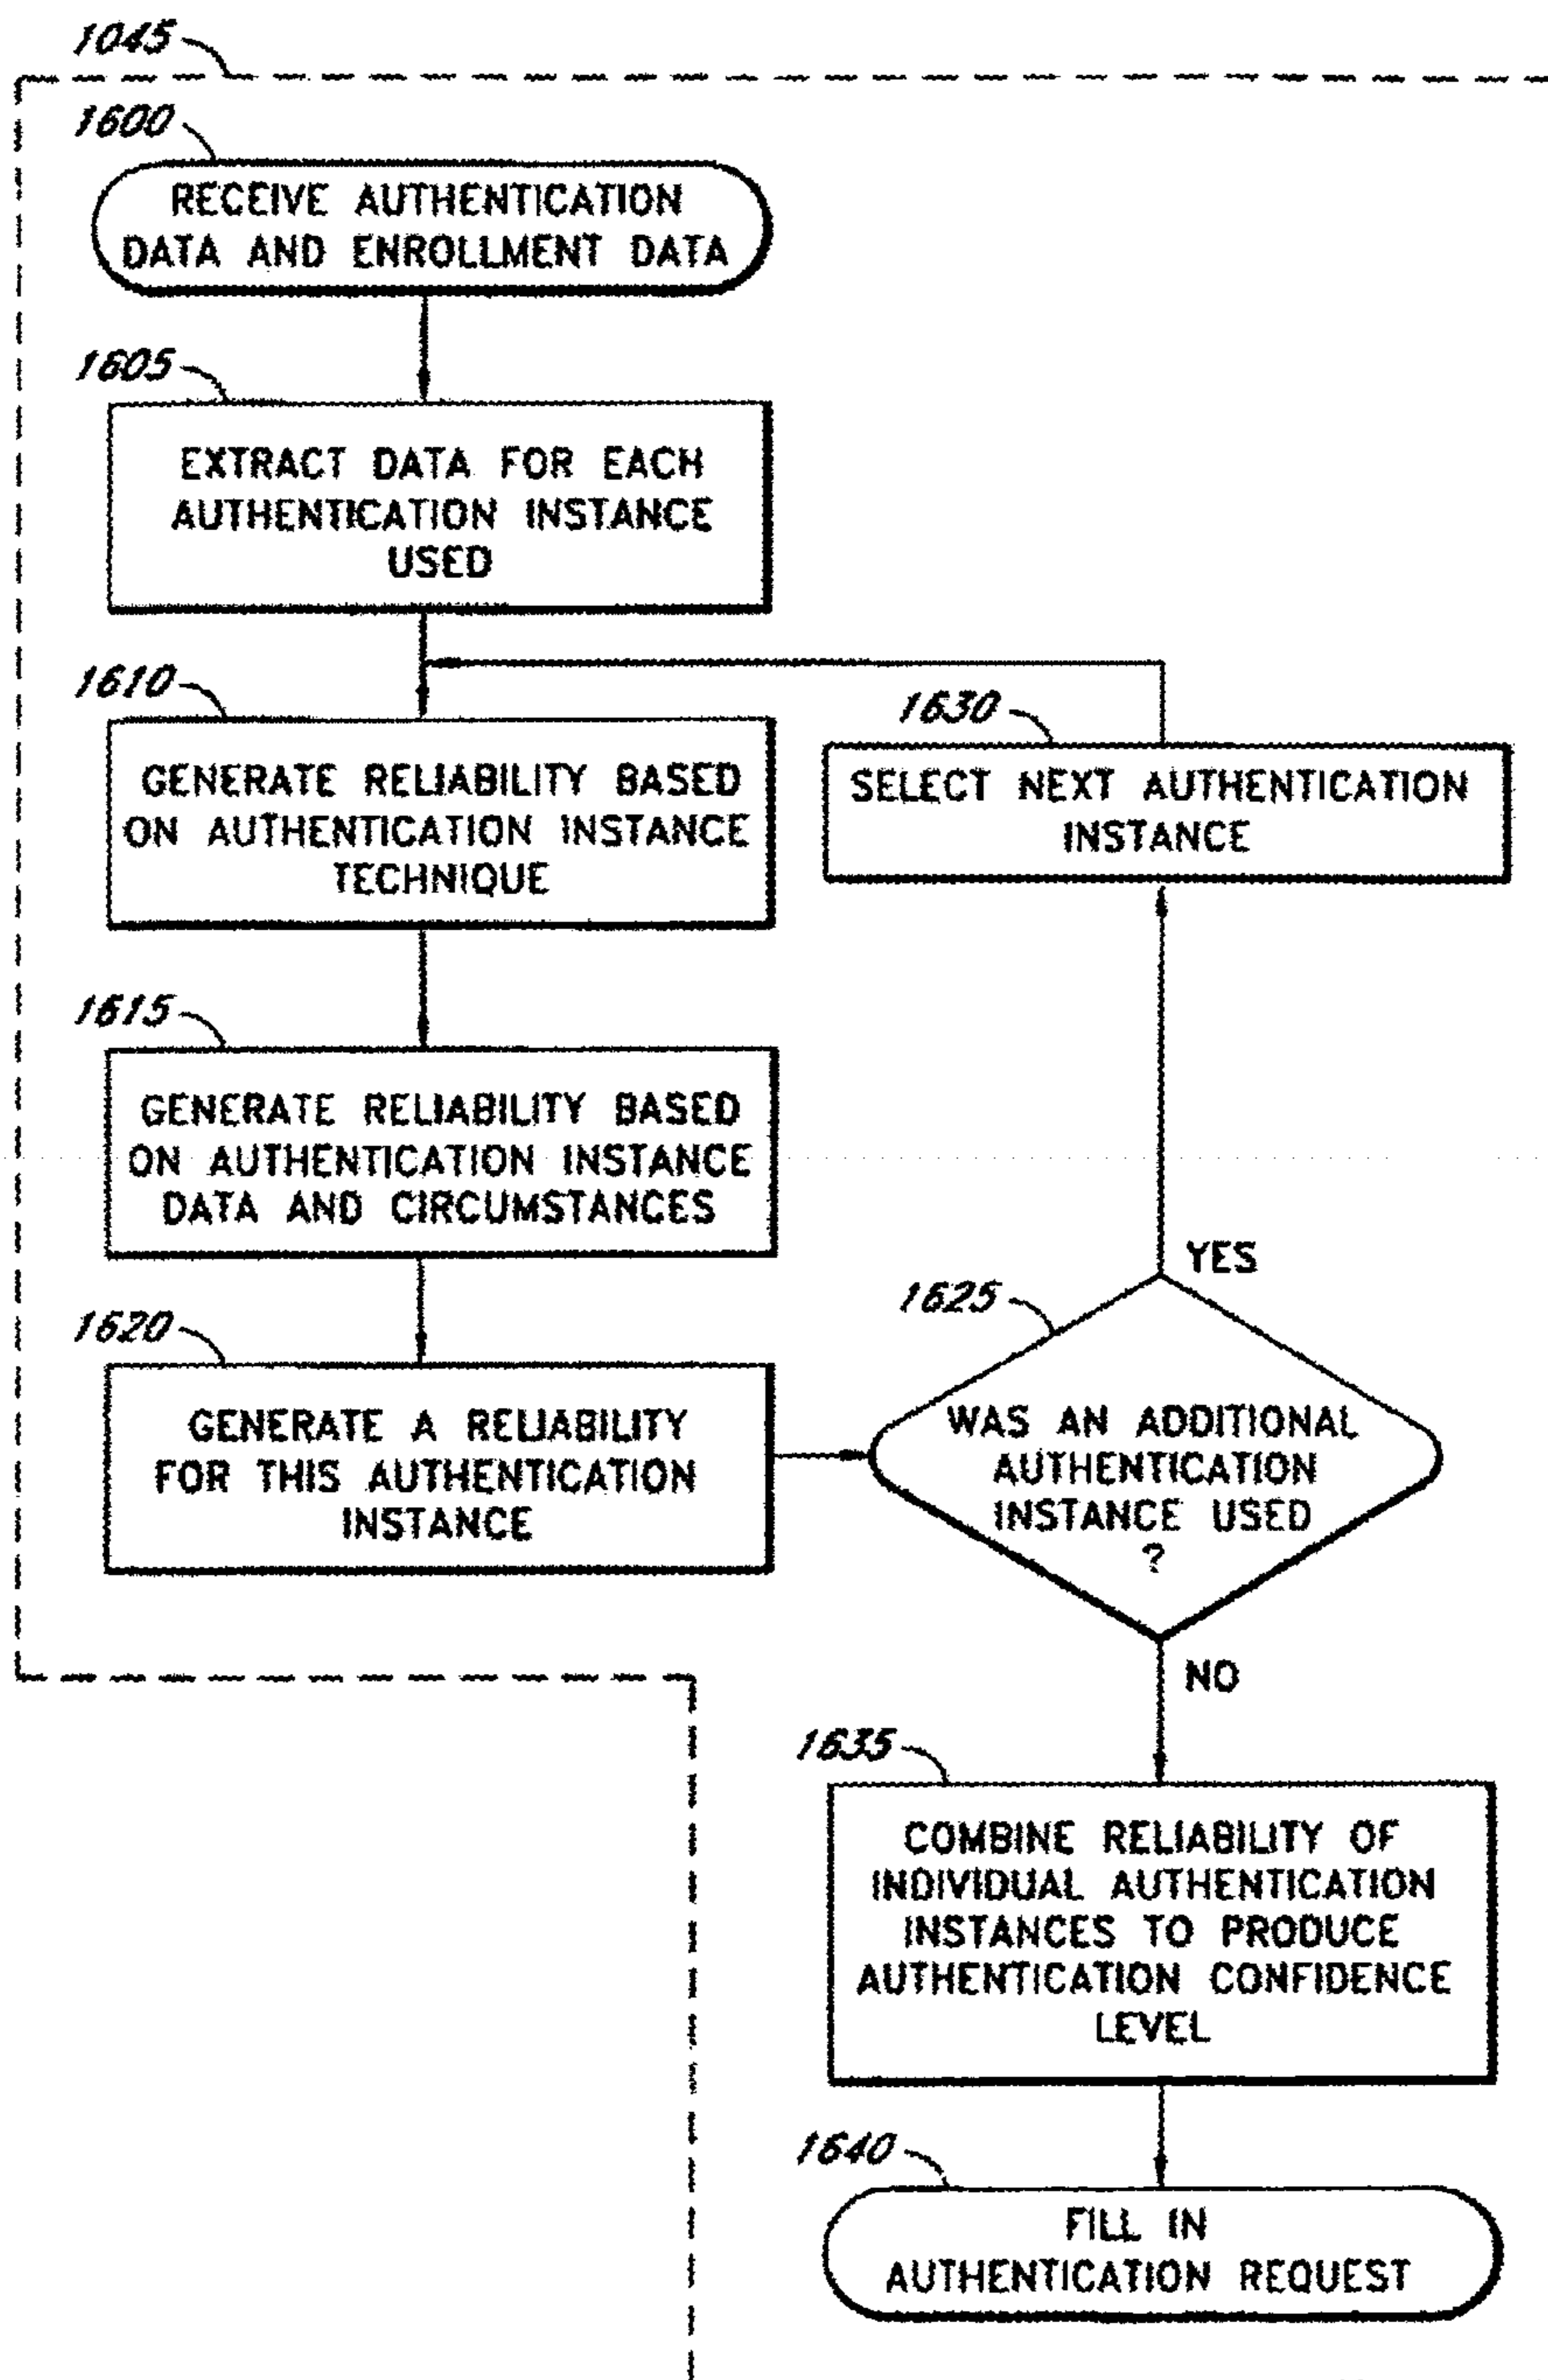 1045
1600
RECEIVE AUTHENTICATION
DATA AND ENROLLMENT DATA
1605
EXTRACT DATA FOR EACH
AUTHENTICATION INSTANCE
USED
1610
GENERATE RELIABILITY BASED
ON AUTHENTICATION INSTANCE
TECHNIQUE
1615
GENERATE RELIABILITY BASED
ON AUTHENTICATION INSTANCE
DATA AND CIRCUMSTANCES
1620
GENERATE A RELIABILITY
FOR THIS AUTHENTICATION
INSTANCE
1630
SELECT NEXT AUTHENTICATION
INSTANCE
YES
1625
WAS AN ADDITIONAL
AUTHENTICATION
INSTANCE USED
?
NO
1635
COMBINE RELIABILITY OF
INDIVIDUAL AUTHENTICATION
INSTANCES TO PRODUCE
AUTHENTICATION CONFIDENCE
LEVEL
1640
FILL IN
AUTHENTICATION REQUEST